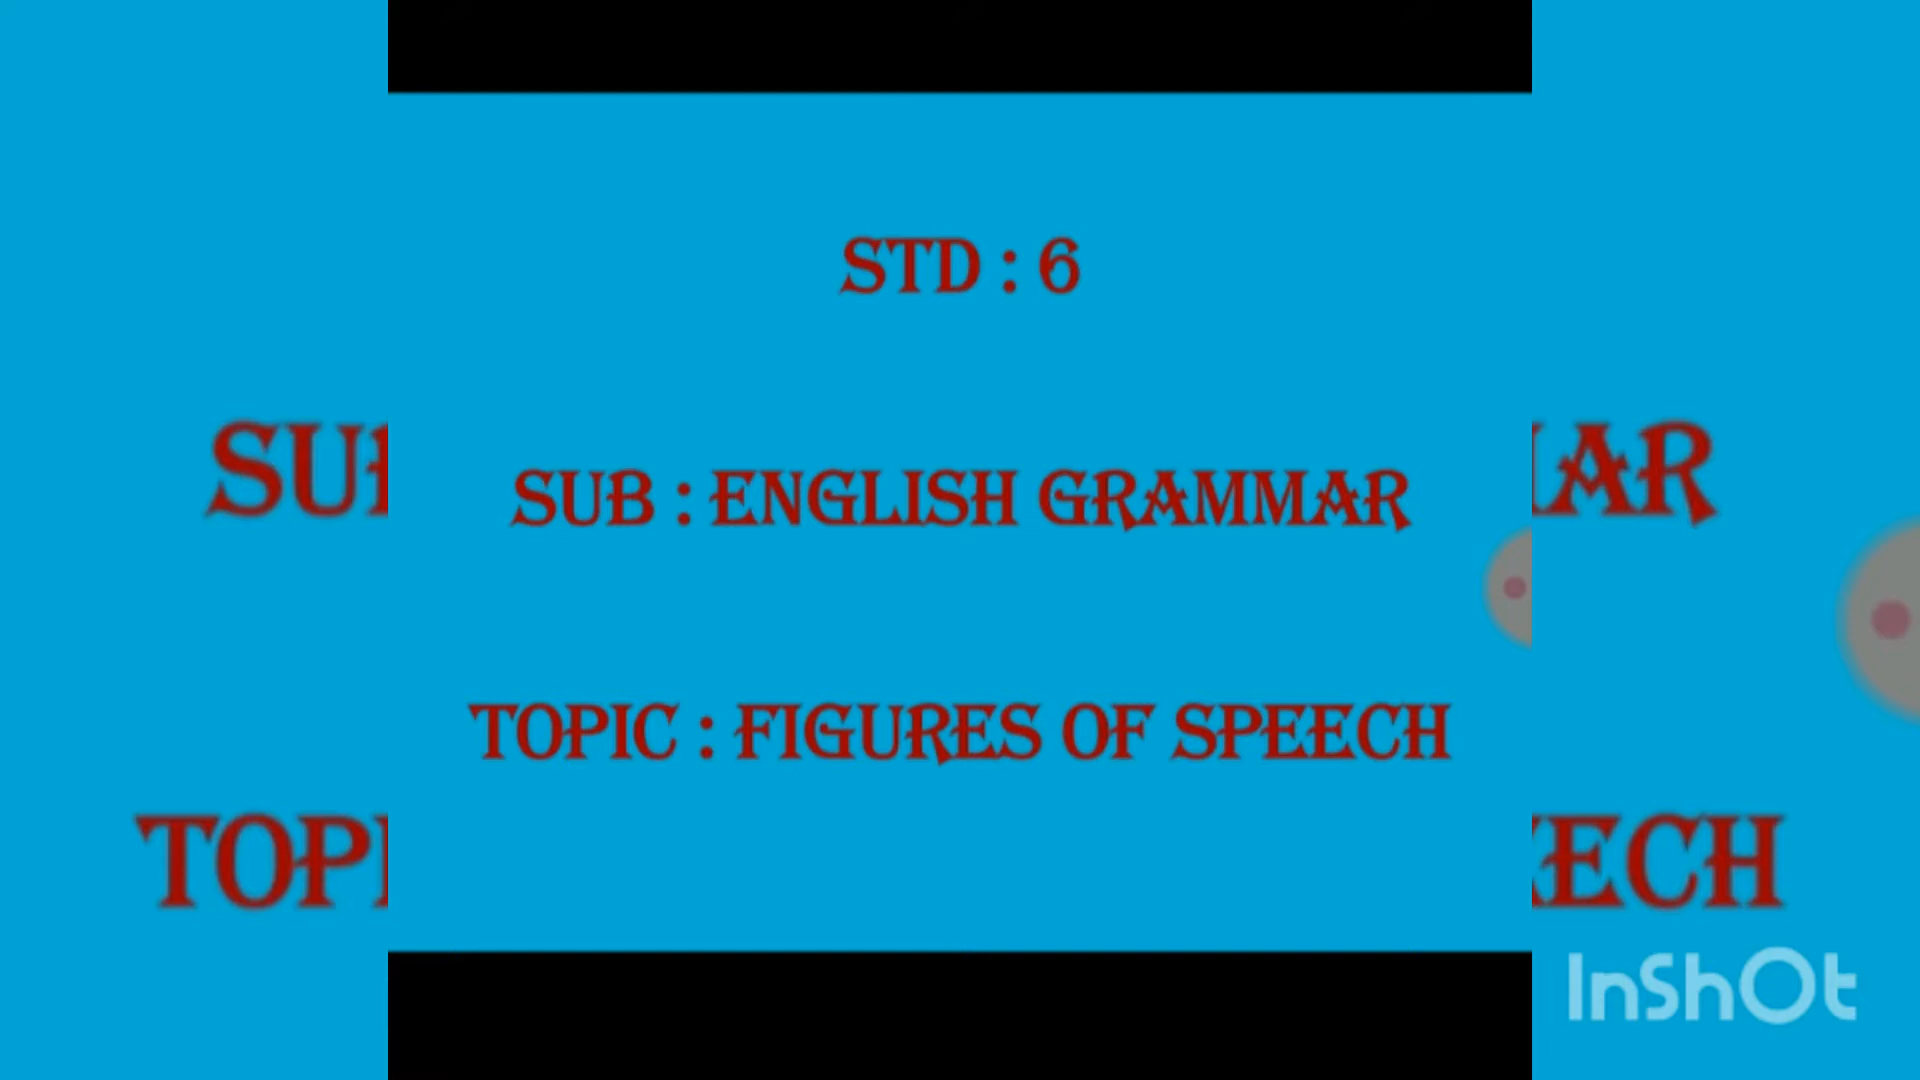 STD : 6
SUB : ENGLISH GRAMMAR
TOPIC : FIGURES OF SPEECH
InShOt